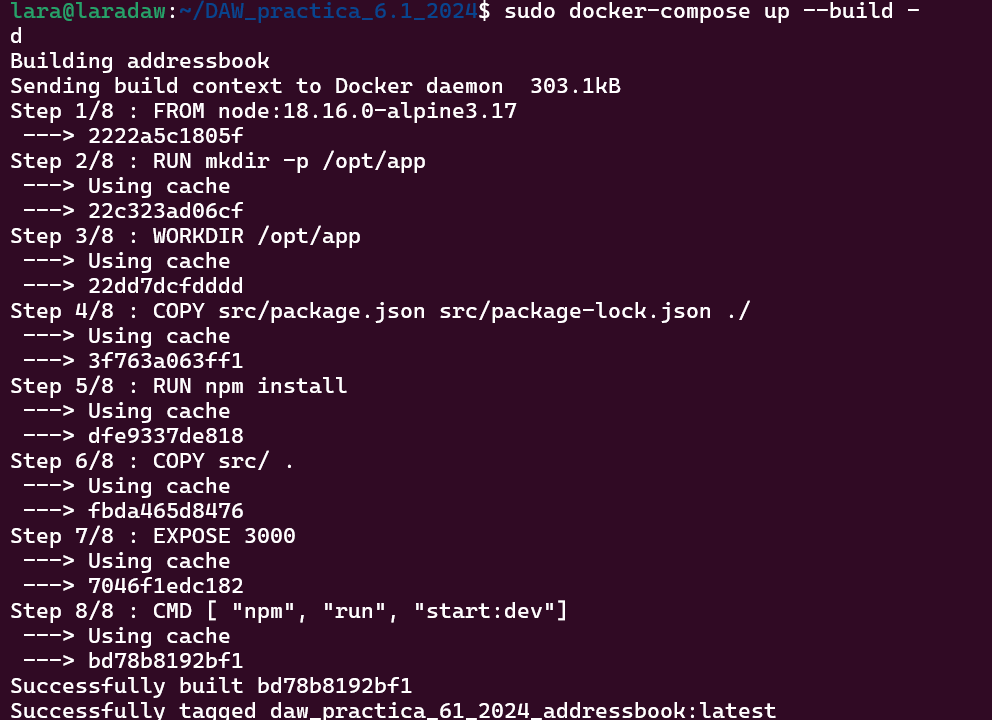 lara@laradaw:~/DAW_practica_6.1_2024$ sudo docker-compose up --build -
d
Building addressbook
Sending build context to Docker daemon  303.1kB
Step 1/8 : FROM node:18.16.0-alpine3.17
 ---> 2222a5c1805f
Step 2/8 : RUN mkdir -p /opt/app
 ---> Using cache
 ---> 22c323ad06cf
Step 3/8 : WORKDIR /opt/app
 ---> Using cache
 ---> 22dd7dcfdddd
Step 4/8 : COPY src/package.json src/package-lock.json ./
 ---> Using cache
 ---> 3f763a063ff1
Step 5/8 : RUN npm install
 ---> Using cache
 ---> dfe9337de818
Step 6/8 : COPY src/ .
 ---> Using cache
 ---> fbda465d8476
Step 7/8 : EXPOSE 3000
 ---> Using cache
 ---> 7046f1edc182
Step 8/8 : CMD [ "npm", "run", "start:dev"]
 ---> Using cache
 ---> bd78b8192bf1
Successfully built bd78b8192bf1
Successfully tagged daw_practica_61_2024_addressbook:latest